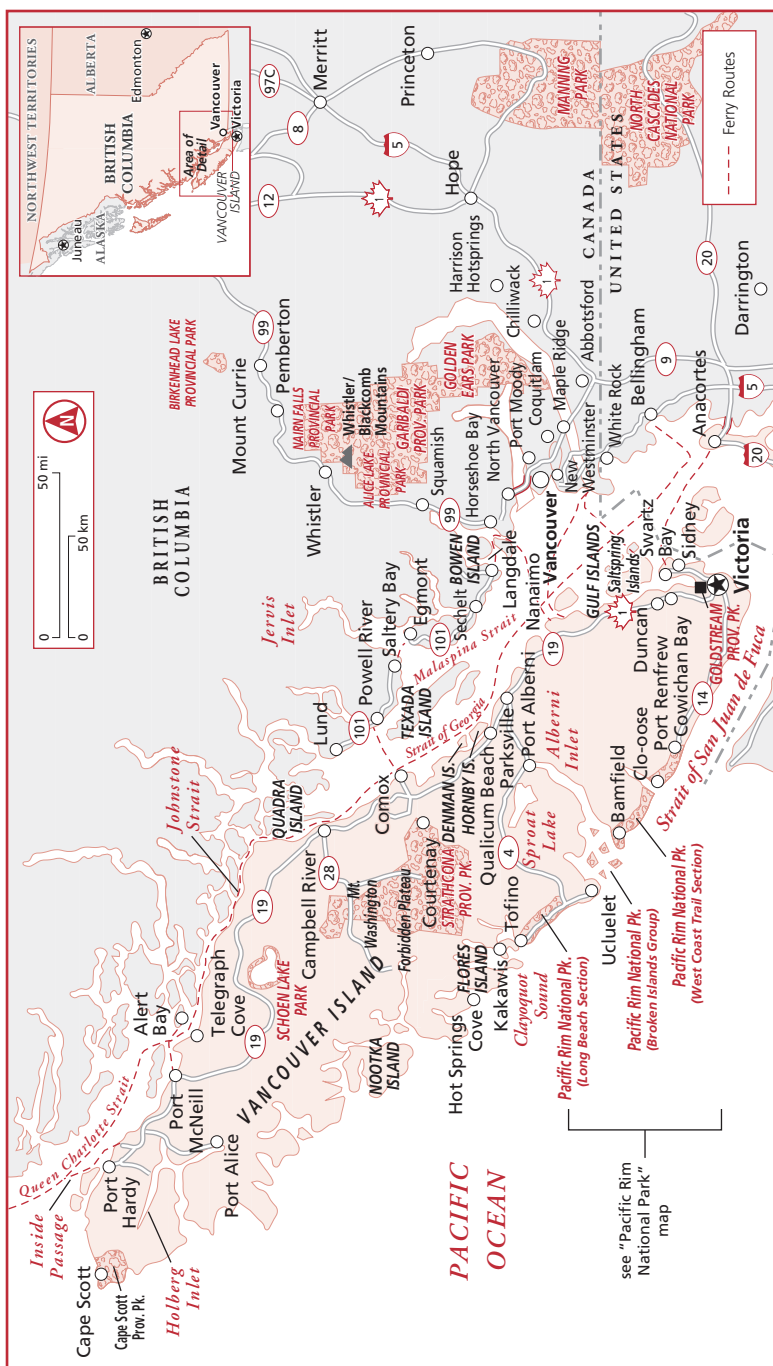 NORTHWEST TERRITORIES
ALBERTA
Edmonton
BRITISH
COLUMBIA
Juneau
ALASKA
Area of
Detail
Vancouver
Victoria
VANCOUVER
ISLAND
0
50 mi
0
50 km
N
BRITISH
COLUMBIA
Inside
Passage
Queen Charlotte Strait
Cape Scott
Cape Scott
Prov. Pk.
Holberg
Inlet
Port
Hardy
Port
McNeill
Port Alice
Alert
Bay
Telegraph
Cove
19
19
Johnstone
Strait
SCHOEN LAKE
PARK
VANCOUVER ISLAND
NOOTKA
ISLAND
QUADRA
ISLAND
Campbell River
28
Mt.
Washington
Forbidden Plateau
Courtenay
STRATHCONA
PROV. PK.
Comox
DENMAN IS.
HORNBY IS.
Hot Springs
Cove
FLORES
ISLAND
Kakawis
Clayoquot
Sound
Tofino
4
Sproat
Lake
Ucluelet
Qualicum Beach
Parksville
Port Alberni
Alberni
Inlet
Lund
101
Powell River
Saltery Bay
TEXADA
ISLAND
Strait of Georgia
Malaspina Strait
Jervis
Inlet
Egmont
101
Sechelt
BOWEN
ISLAND
Langdale
Nanaimo
19
Vancouver
GULF ISLANDS
Saltspring
Islands
Swartz
Bay
Sidney
1
Duncan
Cowichan Bay
Port Renfrew
Clo-oose
Bamfield
14
GOLDSTREAM
PROV. PK.
Victoria
Strait of San Juan de Fuca
Pacific Rim National Pk.
(Long Beach Section)
Pacific Rim National Pk.
(Broken Islands Group)
Pacific Rim National Pk.
(West Coast Trail Section)
see "Pacific Rim
National Park"
map
PACIFIC
OCEAN
BIRKENHEAD LAKE
PROVINCIAL PARK
99
Mount Currie
Pemberton
NAIRN FALLS
PROVINCIAL
PARK
Whistler
Whistler/
Blackcomb
Mountains
ALICE LAKE
PROVINCIAL
PARK
GARIBALDI
PROV. PARK
Squamish
99
GOLDEN
EARS PARK
Horseshoe Bay
North Vancouver
Port Moody
Coquitlam
Maple Ridge
New
Westminster
Abbotsford
White Rock
Chilliwack
Harrison
Hotsprings
1
Hope
1
12
8
97C
5
Merritt
Princeton
MANNING
PARK
CANADA
UNITED STATES
NORTH
CASCADES
NATIONAL
PARK
Bellingham
9
5
Anacortes
20
20
Darrington
Ferry Routes